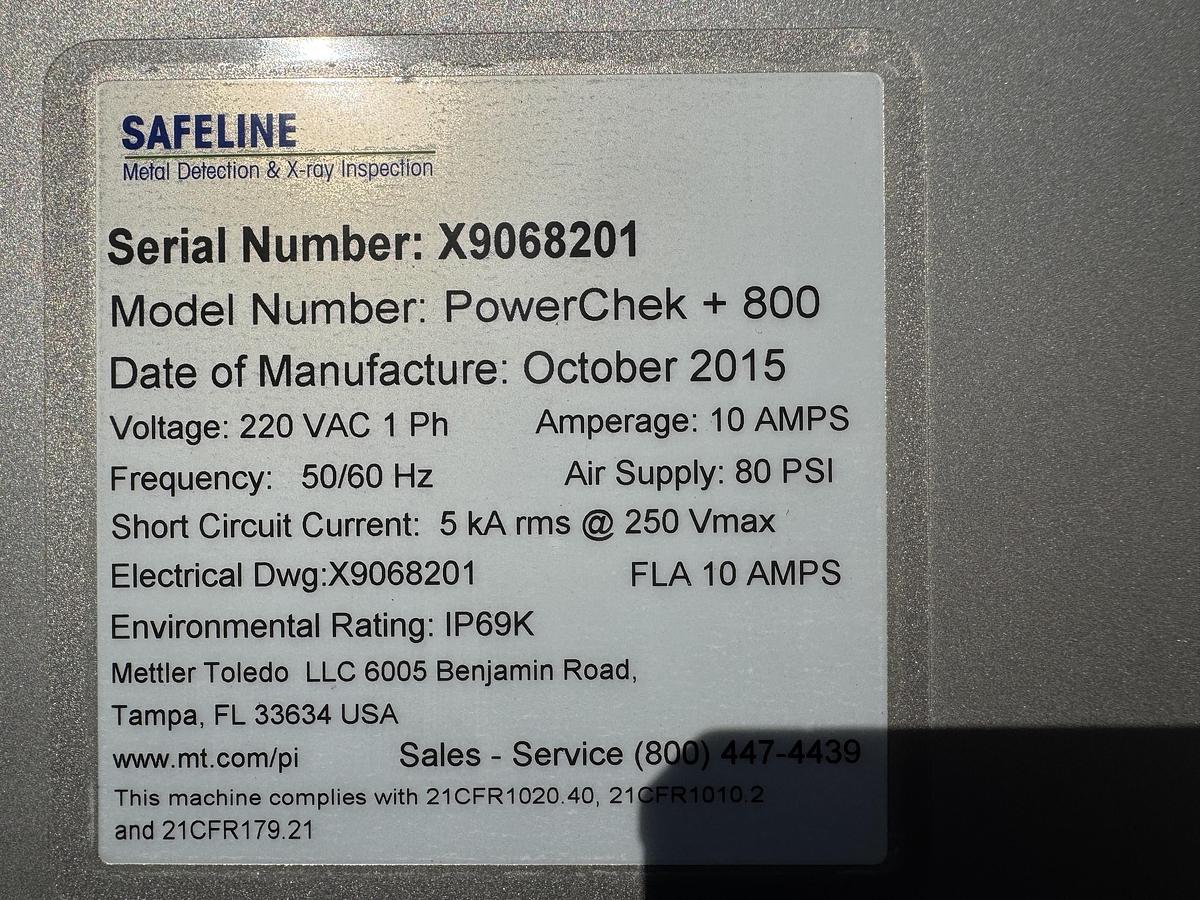 SAFELINE
Metal Detection & X-ray Inspection
Serial Number: X9068201
Model Number: PowerChek + 800
Date of Manufacture: October 2015
Voltage: 220 VAC 1 Ph Amperage: 10 AMPS
Frequency: 50/60 Hz Air Supply: 80 PSI
Short Circuit Current: 5 kA rms @ 250 Vmax
Electrical Dwg:X9068201 FLA 10 AMPS
Environmental Rating: IP69K
Mettler Toledo LLC 6005 Benjamin Road,
Tampa, FL 33634 USA
www.mt.com/pi Sales - Service (800) 447-4439
This machine complies with 21CFR1020.40, 21CFR1010.2
and 21CFR179.21